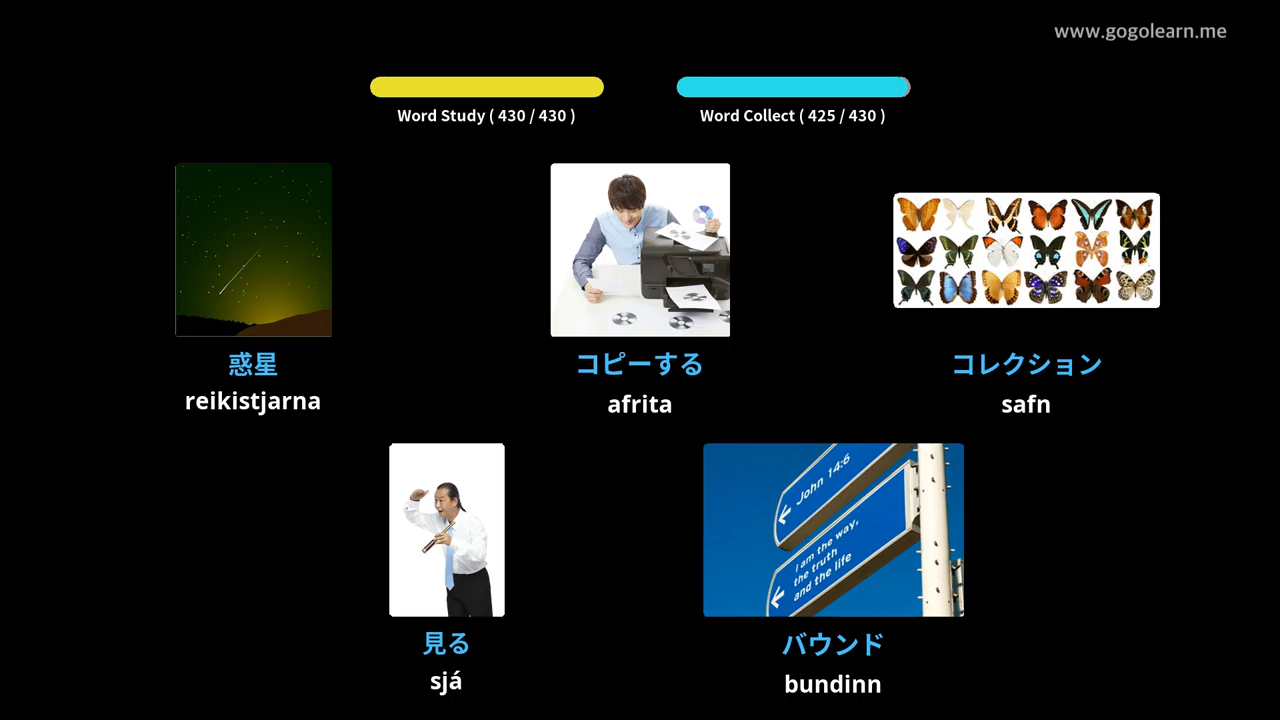 www.gogolearn.me
Word Study ( 430 / 430 )
Word Collect ( 425 / 430 )
惑星
reikistjarna
コピーする
afrita
コレクション
safn
John 14:6
I am the way,
the truth
and the life
見る
sjá
バウンド
bundinn